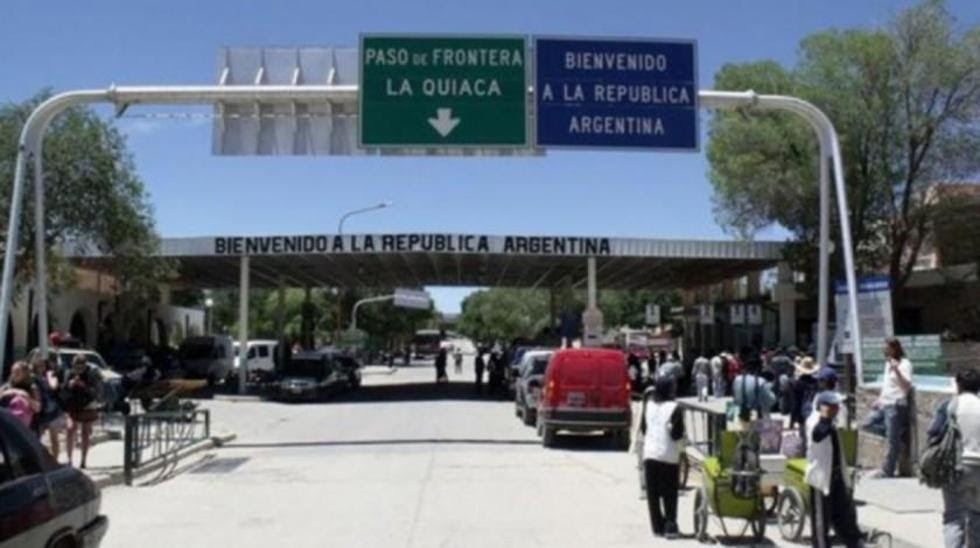 PASO DE FRONTERA
LA QUIACA
BIENVENIDO
A LA REPUBLICA
ARGENTINA
BIENVENIDO A LA REPUBLICA ARGENTINA